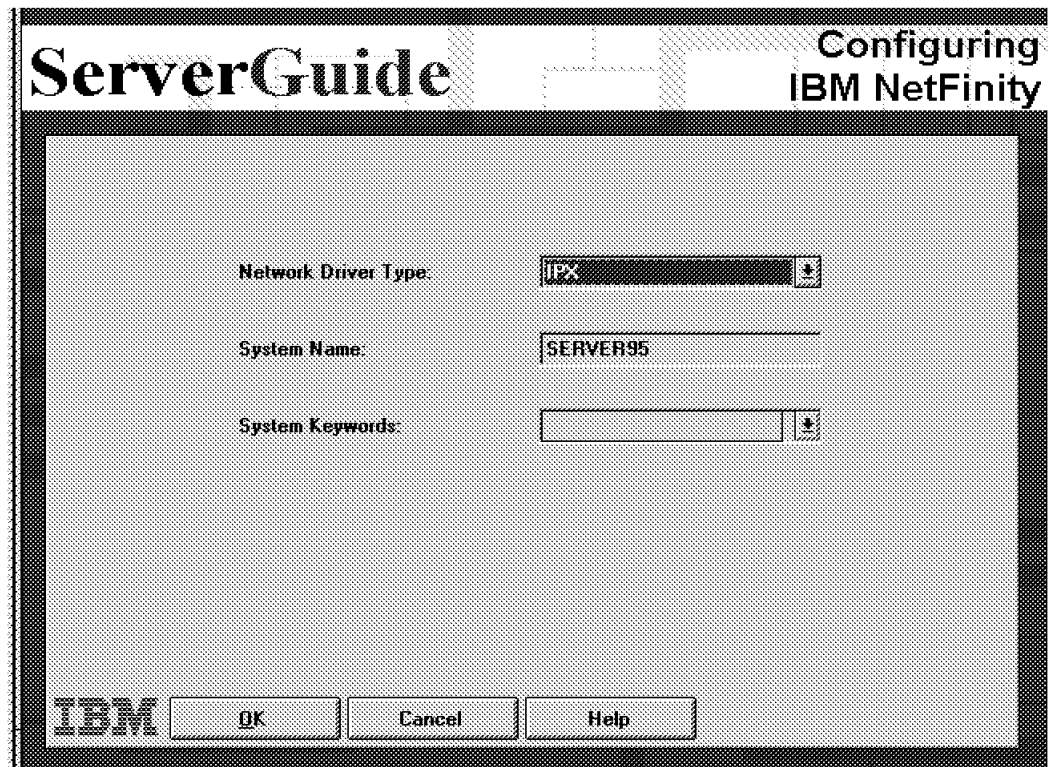 ServerGuide
Configuring
IBM NetFinity
Network Driver Type:
IPX
System Name:
SERVER95
System Keywords:
IBM
OK
Cancel
Help